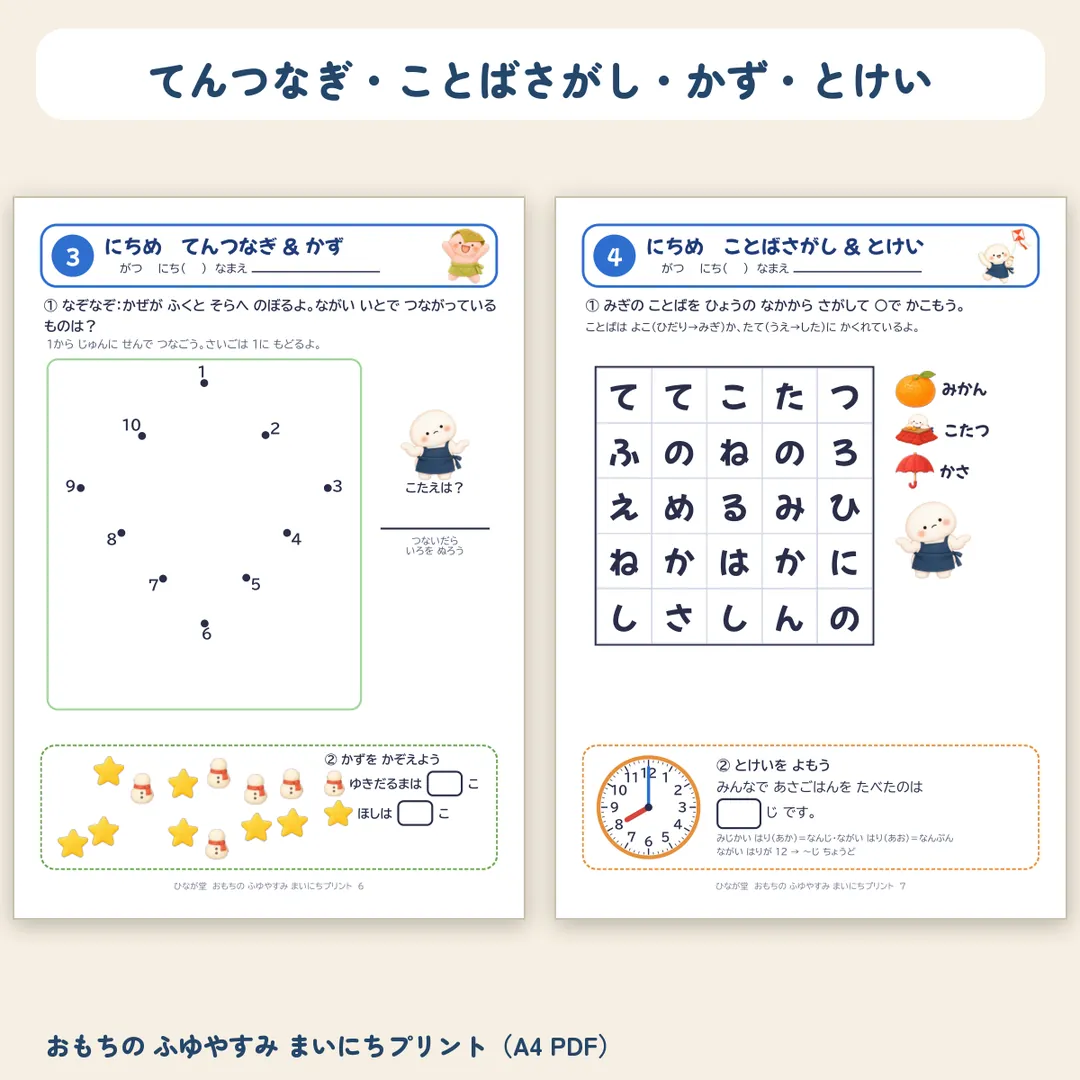 てんつなぎ・ことばさがし・かず・とけい
3
にちめ　てんつなぎ & かず
がつ　にち(　)　なまえ
① なぞなぞ:かぜが ふくと そらへ のぼるよ。ながい いとで つながっている
ものは?
1から じゅんに せんで つなごう。さいごは 1に もどるよ。
1
10
2
9
3
8
4
7
5
6
こたえは?
つないだら
いろを ぬろう
② かずを かぞえよう
ゆきだるまは　こ
ほしは　こ
ひなが堂　おもちの ふゆやすみ まいにちプリント　6
4
にちめ　ことばさがし & とけい
がつ　にち(　)　なまえ
① みぎの ことばを ひょうの なかから さがして ○で かこもう。
ことばは よこ(ひだり→みぎ)か、たて(うえ→した)に かくれているよ。
て て こ た つ
ふ の ね の ろ
え め る み ひ
ね か は か に
し さ し ん の
みかん
こたつ
かさ
12
1
2
3
4
5
6
7
8
9
10
11
② とけいを よもう
みんなで あさごはんを たべたのは
じ です。
みじかい はり(あか)=なんじ・ながい はり(あお)=なんぷん
ながい はりが 12 → ～じ ちょうど
ひなが堂　おもちの ふゆやすみ まいにちプリント　7
おもちの ふゆやすみ まいにちプリント（A4 PDF）